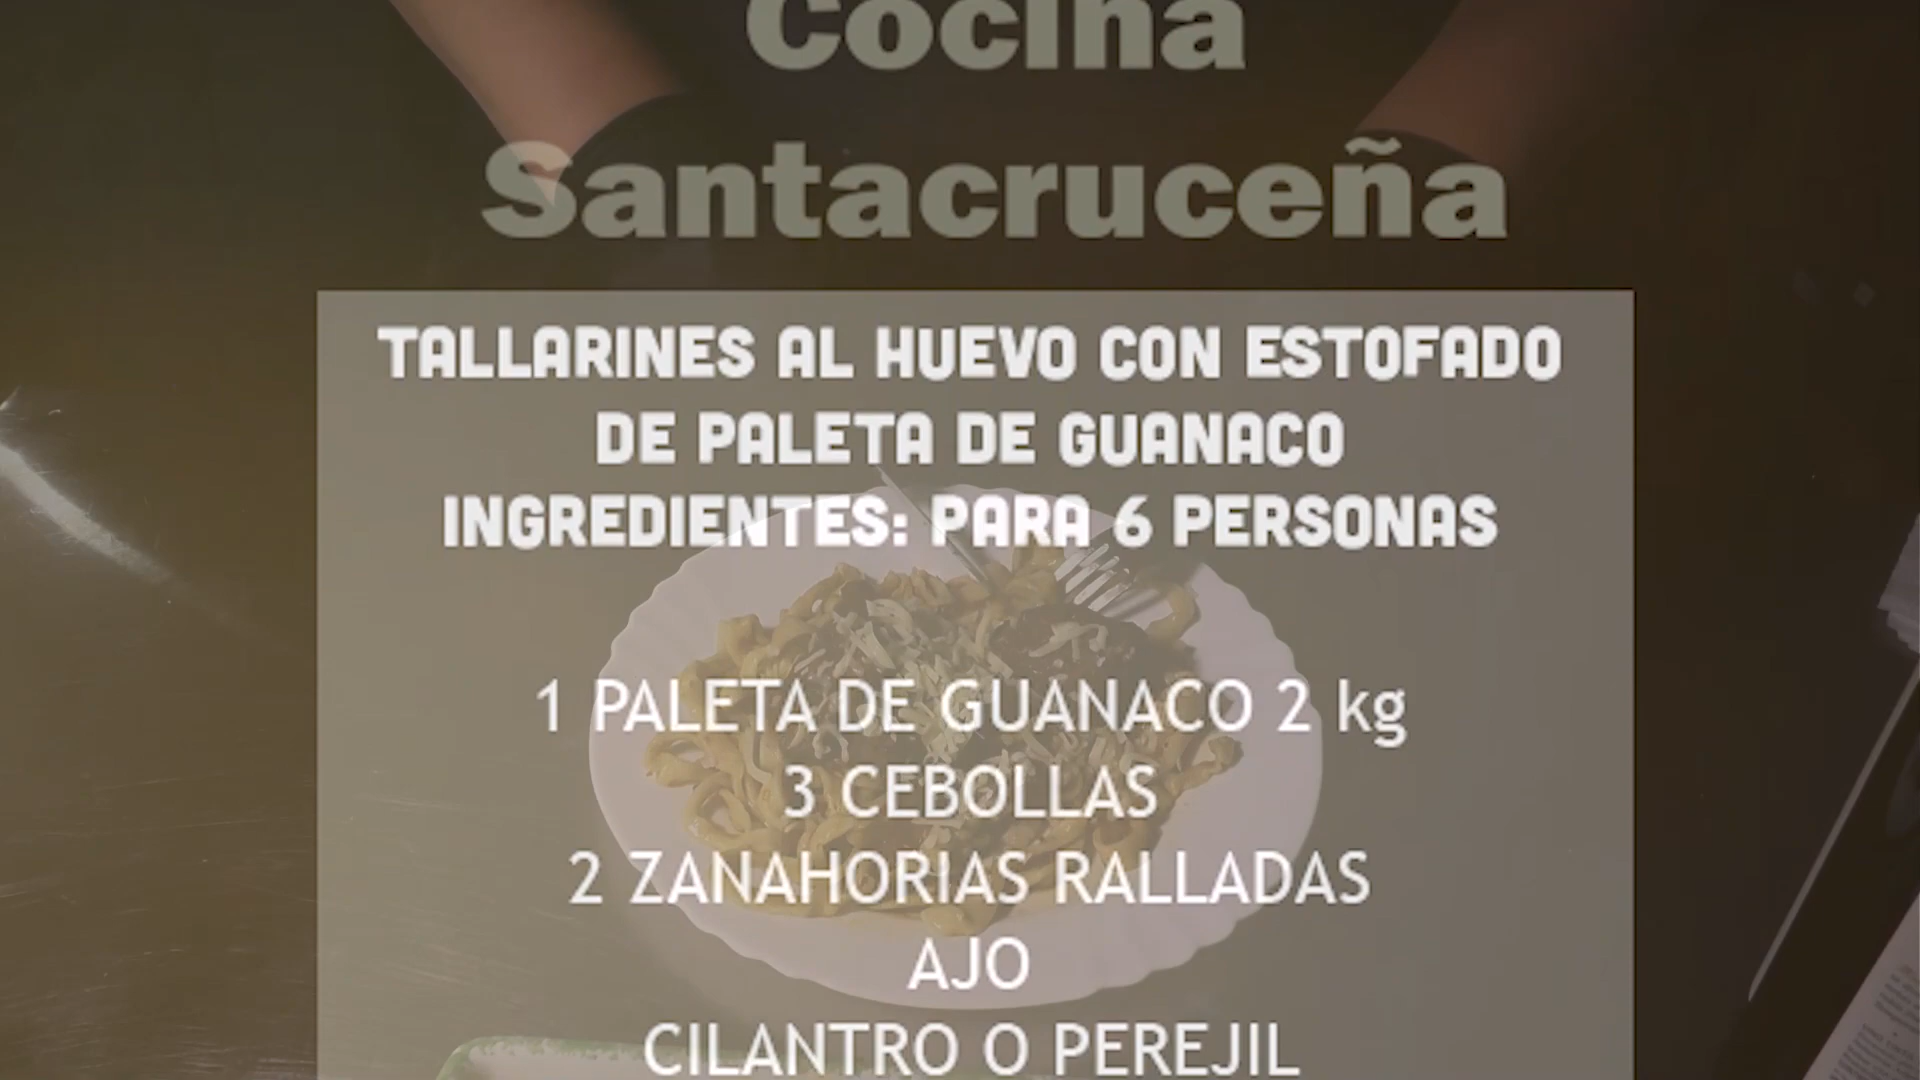 Cocina
Santacruceña
TALLARINES AL HUEVO CON ESTOFADO
DE PALETA DE GUANACO
INGREDIENTES: PARA 6 PERSONAS
1 PALETA DE GUANACO 2 kg
3 CEBOLLAS
2 ZANAHORIAS RALLADAS
AJO
CILANTRO O PEREJIL